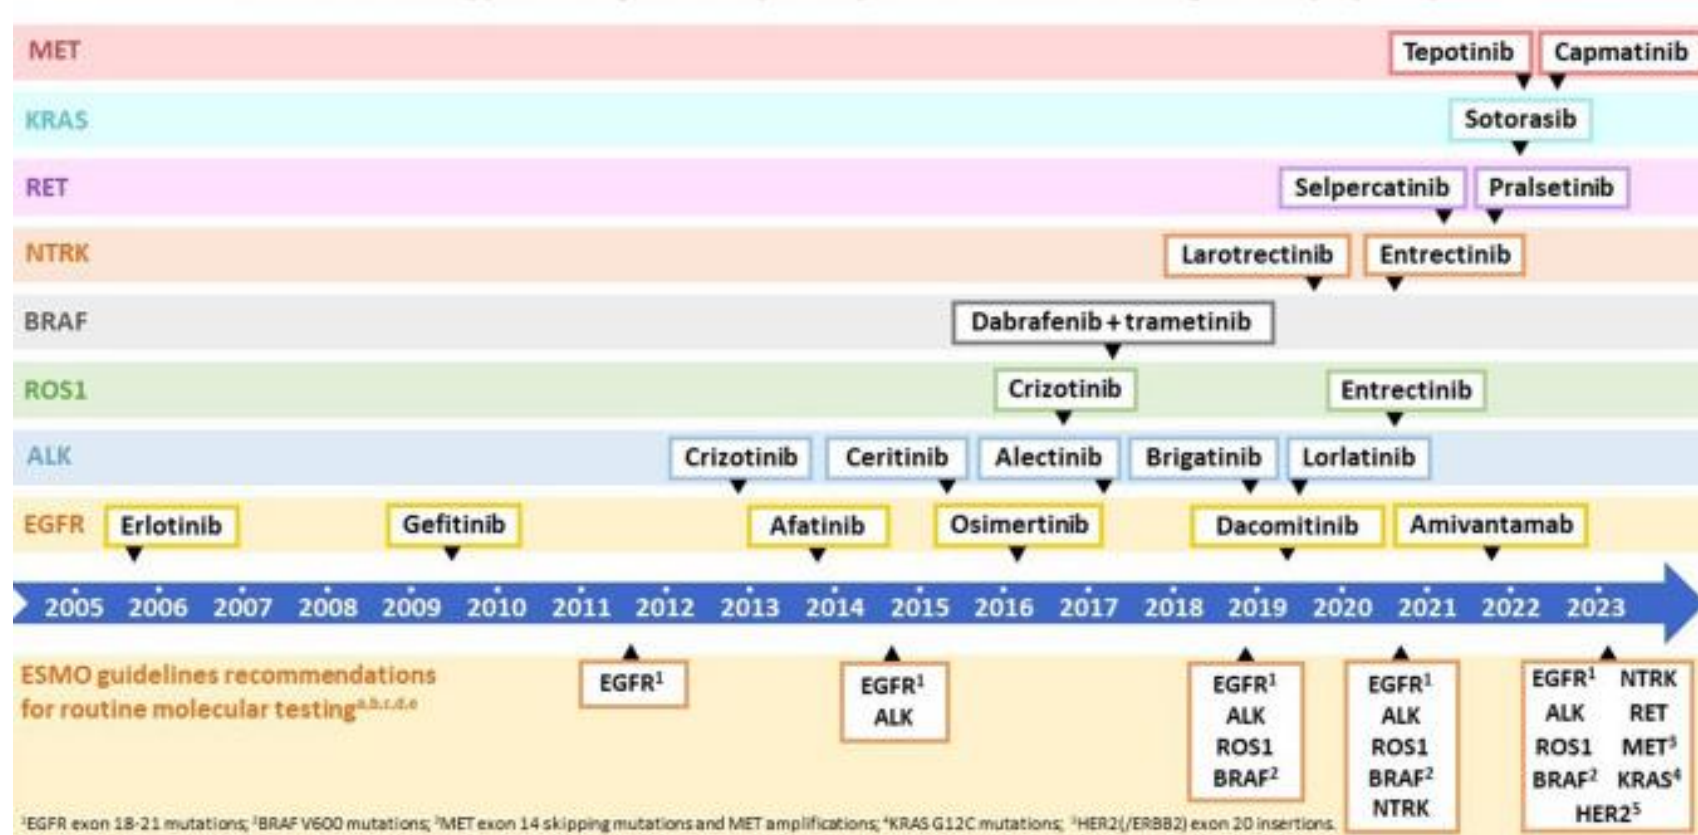 MET Tepotinib Capmatinib
KRAS Sotorasib
RET Selpercatinib Pralsetinib
NTRK Larotrectinib Entrectinib
BRAF Dabrafenib + trametinib
ROS1 Crizotinib Entrectinib
ALK Crizotinib Ceritinib Alectinib Brigatinib Lorlatinib
EGFR Erlotinib Gefitinib Afatinib Osimertinib Dacomitinib Amivantamab
2005 2006 2007 2008 2009 2010 2011 2012 2013 2014 2015 2016 2017 2018 2019 2020 2021 2022 2023
ESMO guidelines recommendations
for routine molecular testing a,b,c,d,e
EGFR¹
EGFR¹
ALK
EGFR¹
ALK
ROS1
BRAF²
EGFR¹
ALK
ROS1
BRAF²
NTRK
EGFR¹ NTRK
ALK RET
ROS1 MET³
BRAF² KRAS⁴
HER2⁵
¹EGFR exon 18-21 mutations; ²BRAF V600 mutations; ³MET exon 14 skipping mutations and MET amplifications; ⁴KRAS G12C mutations; ⁵HER2(/ERBB2) exon 20 insertions.